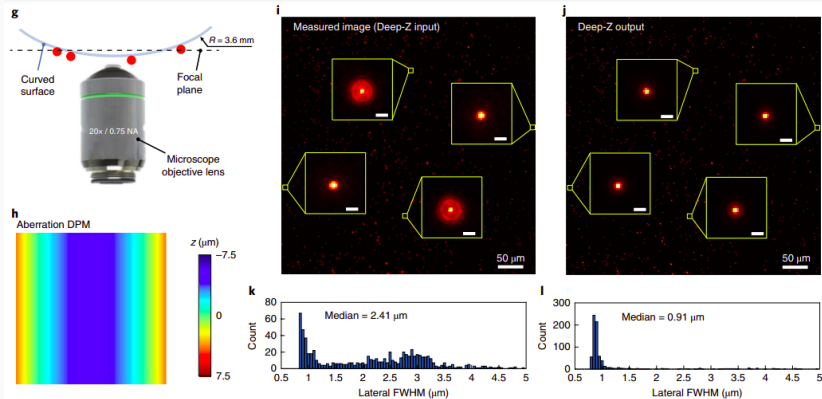 g
R = 3.6 mm
Curved
surface
Focal
plane
20× / 0.75 NA
Microscope
objective lens
h
Aberration DPM
z (μm)
−7.5
0
7.5
i
Measured image (Deep-Z input)
50 μm
j
Deep-Z output
50 μm
k
Median = 2.41 μm
Count
80
60
40
20
0
0.5 1 1.5 2 2.5 3 3.5 4 4.5 5
Lateral FWHM (μm)
l
Median = 0.91 μm
Count
300
200
100
0
0.5 1 1.5 2 2.5 3 3.5 4 4.5 5
Lateral FWHM (μm)